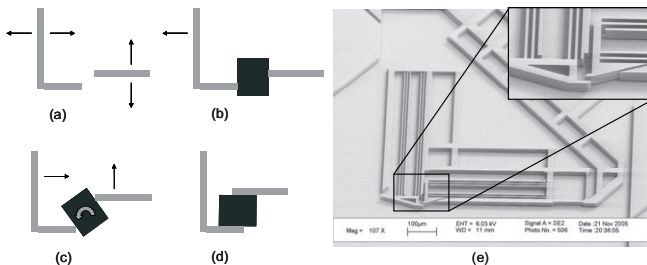 (a)
(b)
(c)
(d)
Mag = 107 X
100µm
EHT = 6.03 kV
WD = 11 mm
Signal A = SE2
Photo No. = 506
Date :21 Nov 2005
Time :20:36:05
(e)